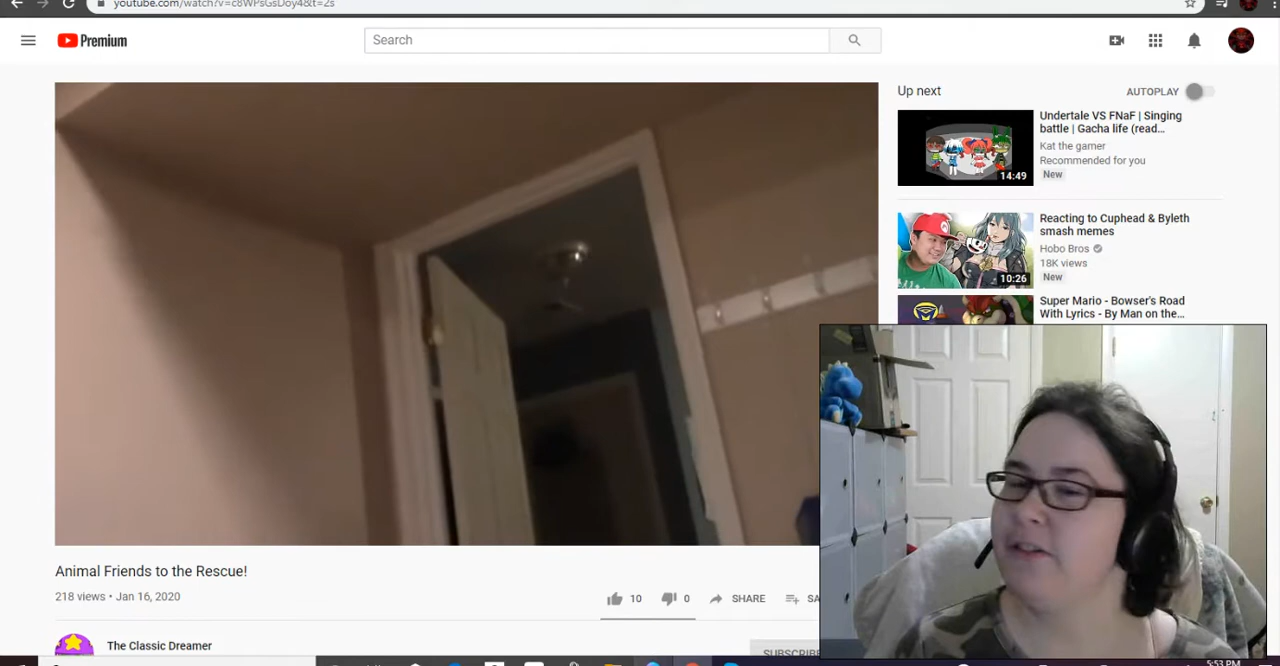 youtube.com/watch?v=c8WPsGsDoy4&t=2s
Premium
Search
Up next
AUTOPLAY
Undertale VS FNaF | Singing
battle | Gacha life (read...
Kat the gamer
Recommended for you
New
14:49
Reacting to Cuphead & Byleth
smash memes
Hobo Bros
18K views
New
10:26
Super Mario - Bowser's Road
With Lyrics - By Man on the...
Animal Friends to the Rescue!
218 views • Jan 16, 2020
10
0
SHARE
SA
The Classic Dreamer
SUBSCRIBE
5:53 PM